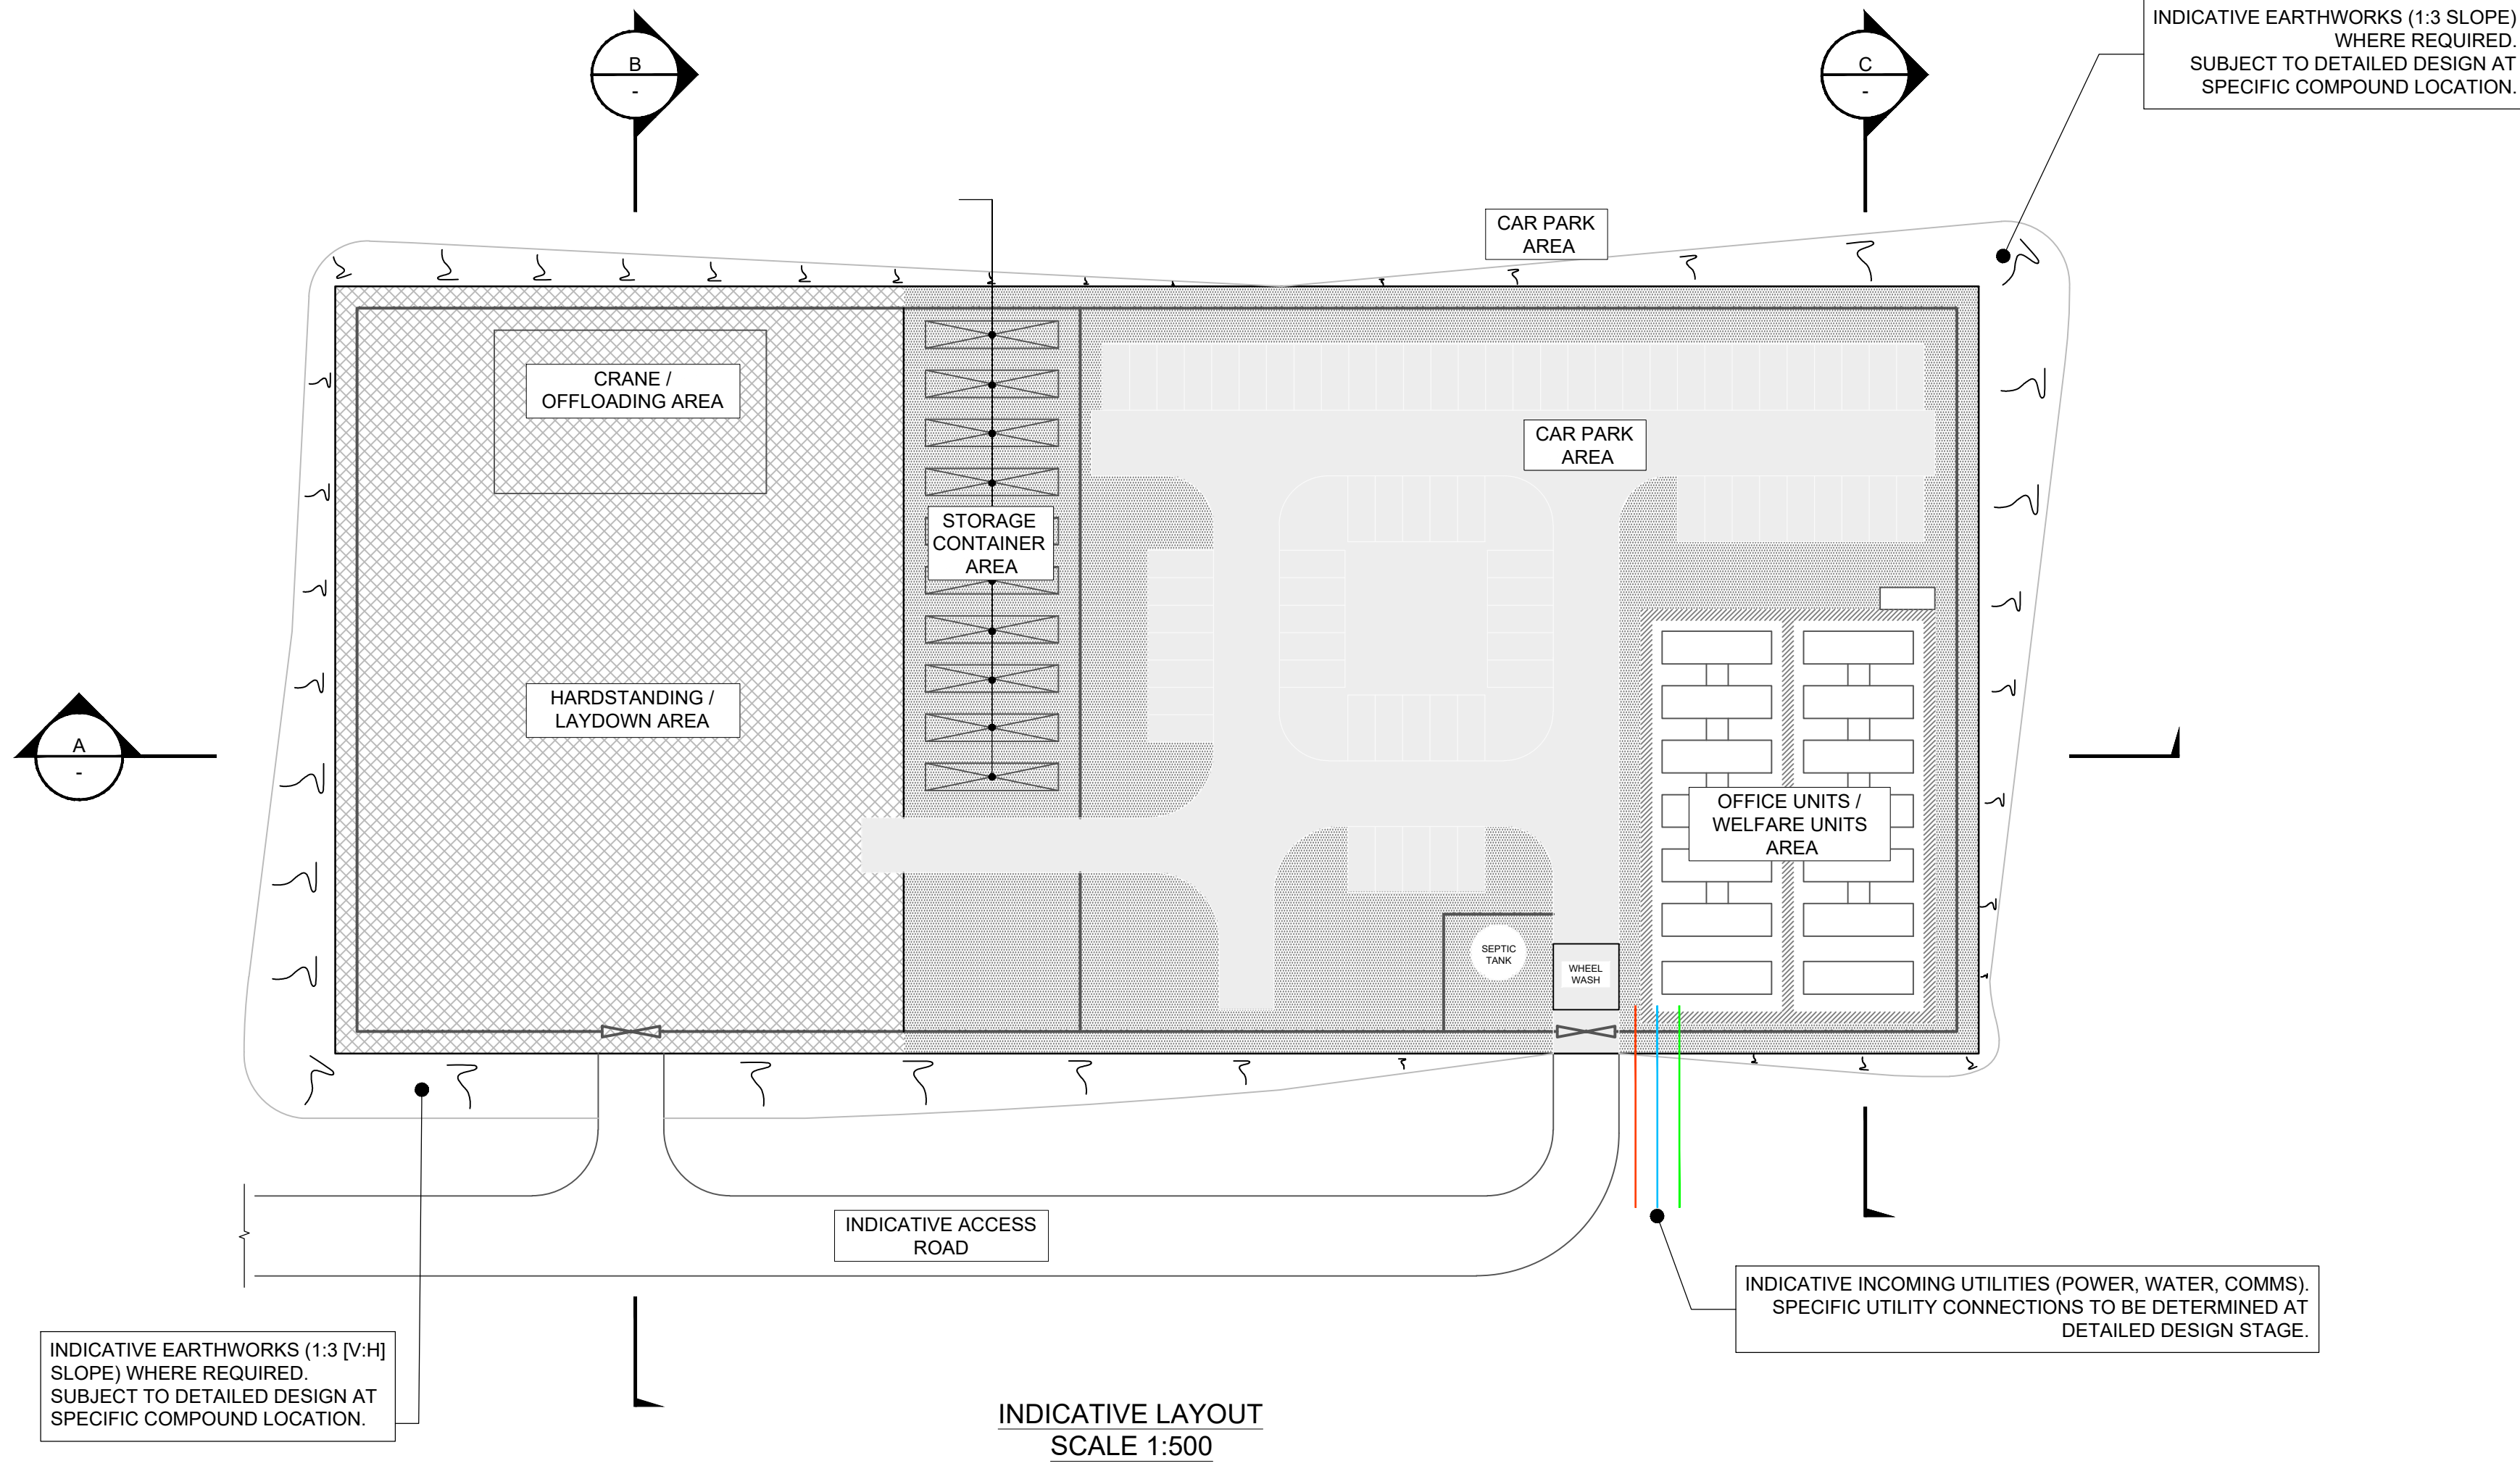 INDICATIVE EARTHWORKS (1:3 SLOPE)
WHERE REQUIRED.
SUBJECT TO DETAILED DESIGN AT
SPECIFIC COMPOUND LOCATION.
B
-
C
-
CAR PARK
AREA
CRANE /
OFFLOADING AREA
CAR PARK
AREA
STORAGE
CONTAINER
AREA
HARDSTANDING /
LAYDOWN AREA
A
-
OFFICE UNITS /
WELFARE UNITS
AREA
SEPTIC
TANK
WHEEL
WASH
INDICATIVE ACCESS
ROAD
INDICATIVE INCOMING UTILITIES (POWER, WATER, COMMS).
SPECIFIC UTILITY CONNECTIONS TO BE DETERMINED AT
DETAILED DESIGN STAGE.
INDICATIVE EARTHWORKS (1:3 [V:H]
SLOPE) WHERE REQUIRED.
SUBJECT TO DETAILED DESIGN AT
SPECIFIC COMPOUND LOCATION.
INDICATIVE LAYOUT
SCALE 1:500